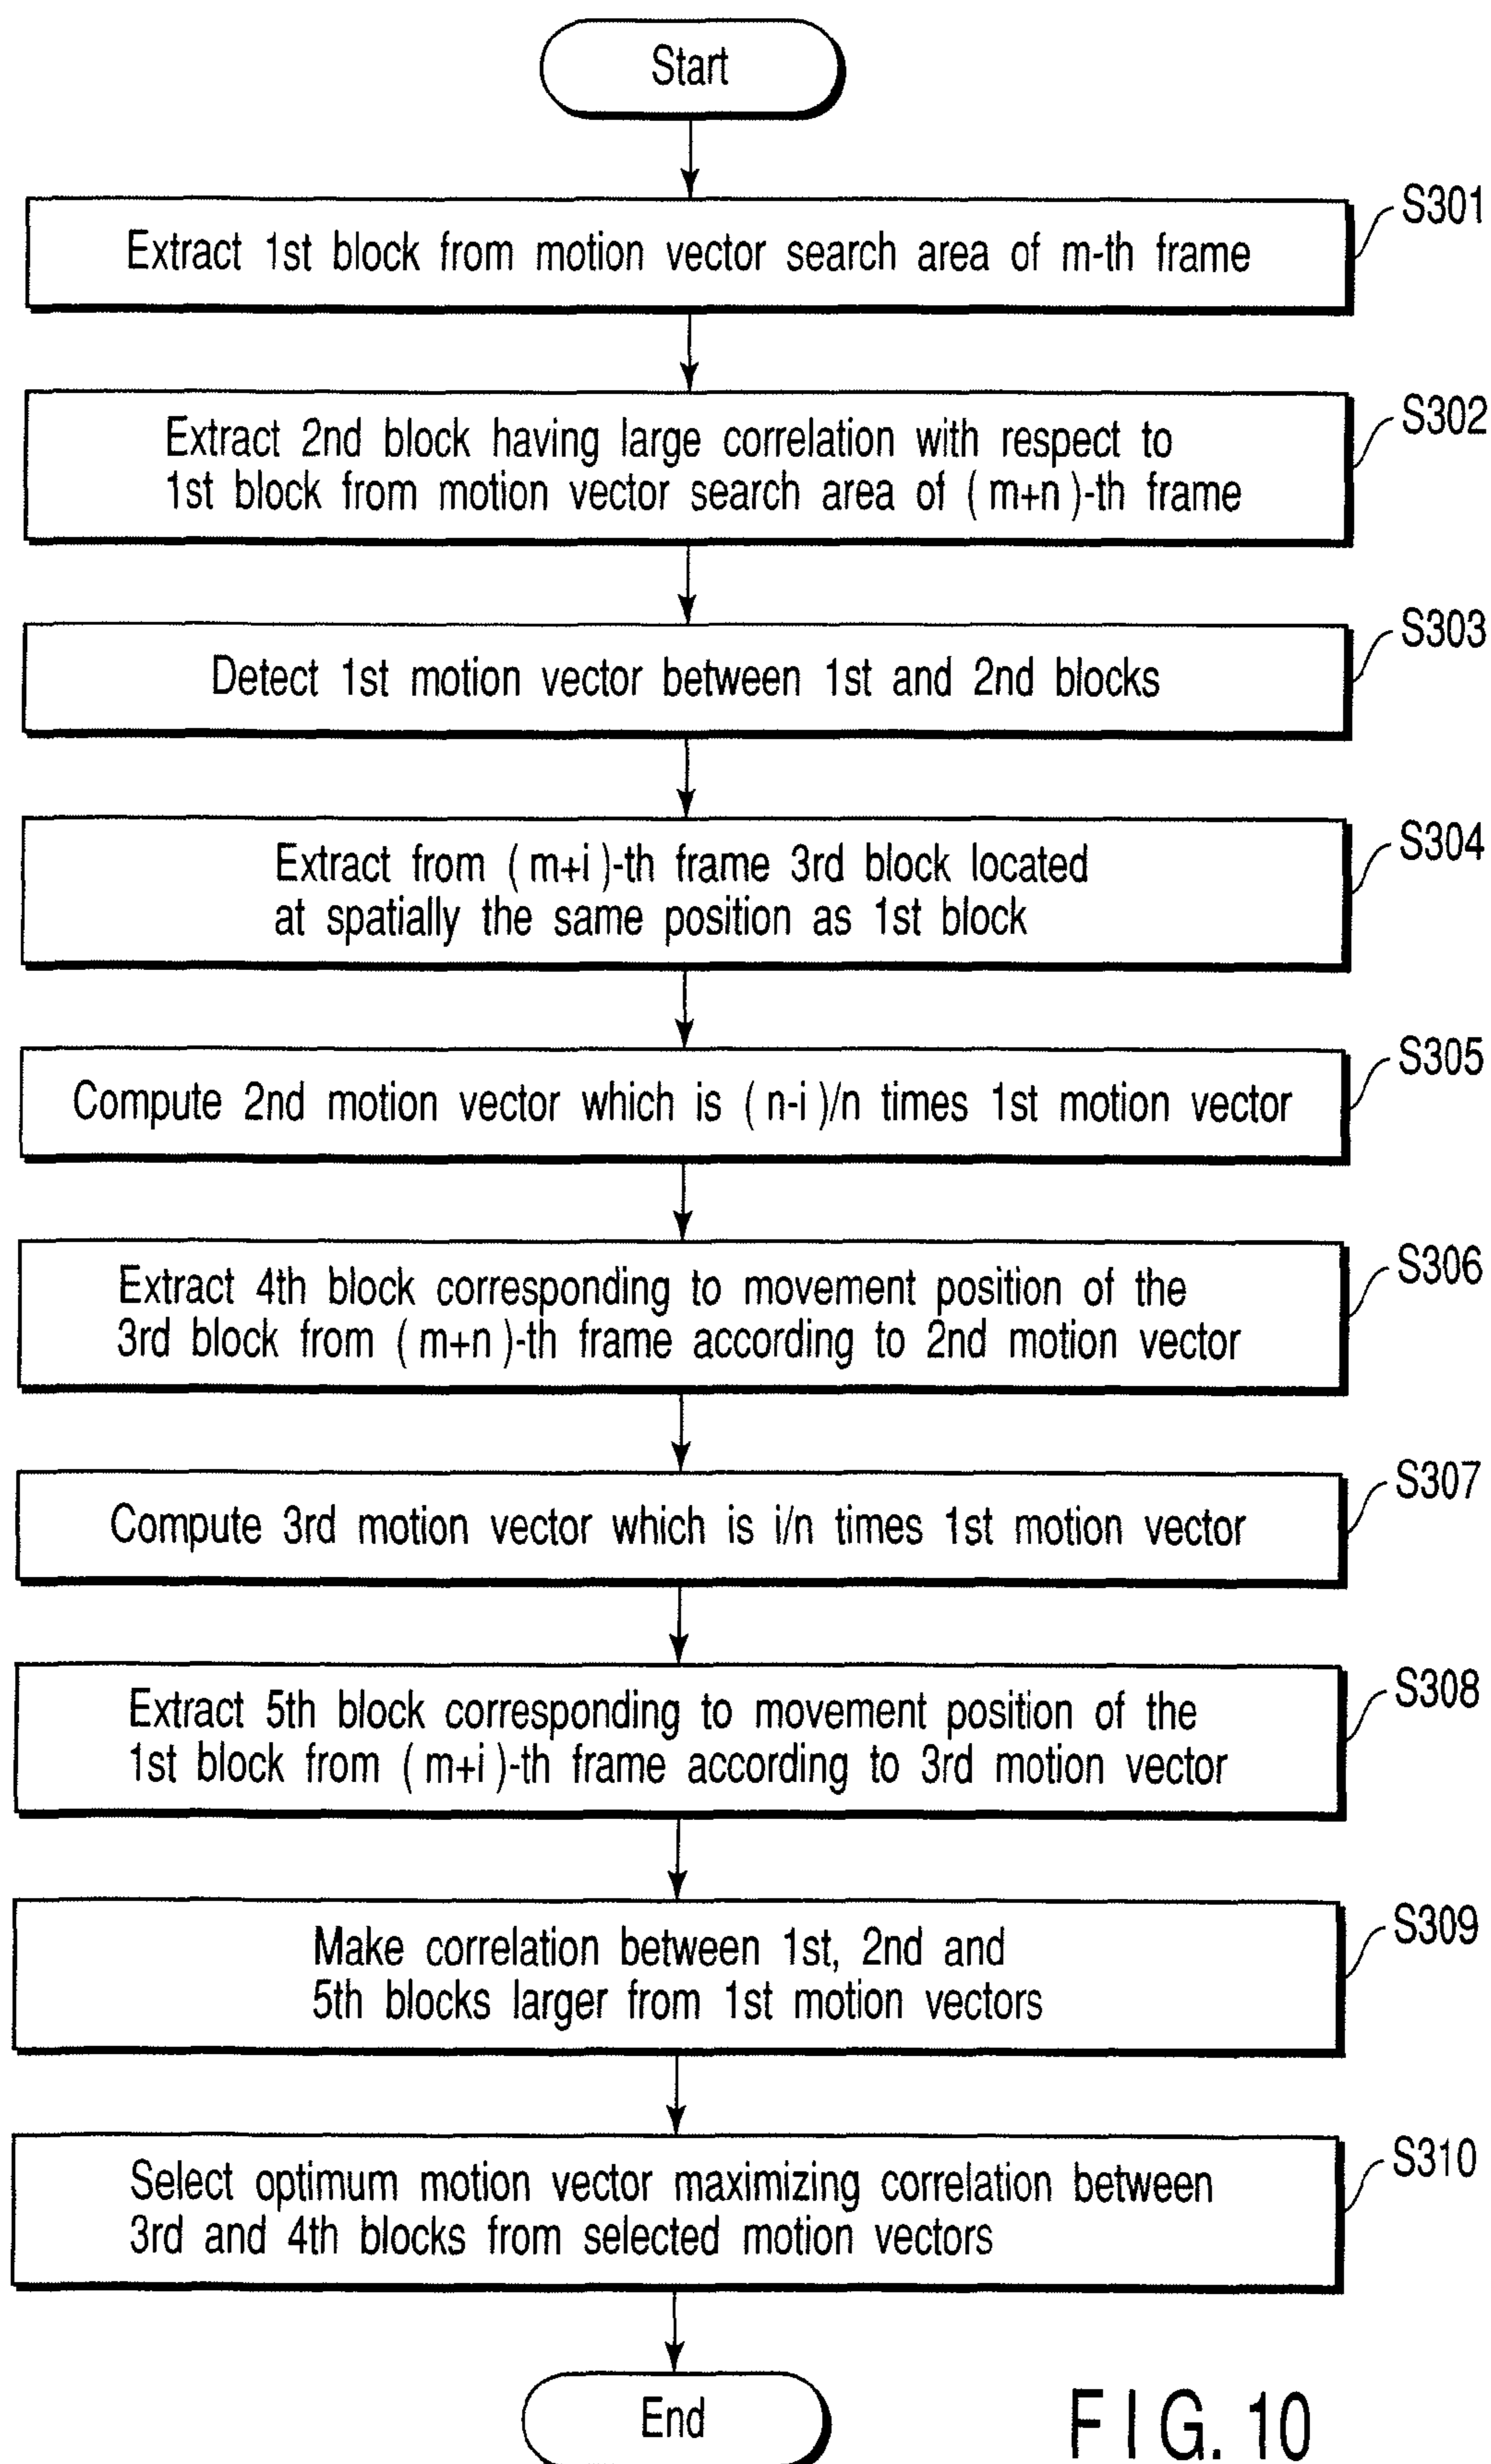 Start
S301
Extract 1st block from motion vector search area of m-th frame
S302
Extract 2nd block having large correlation with respect to
1st block from motion vector search area of (m+n)-th frame
S303
Detect 1st motion vector between 1st and 2nd blocks
S304
Extract from (m+i)-th frame 3rd block located
at spatially the same position as 1st block
S305
Compute 2nd motion vector which is (n-i)/n times 1st motion vector
S306
Extract 4th block corresponding to movement position of the
3rd block from (m+n)-th frame according to 2nd motion vector
S307
Compute 3rd motion vector which is i/n times 1st motion vector
S308
Extract 5th block corresponding to movement position of the
1st block from (m+i)-th frame according to 3rd motion vector
S309
Make correlation between 1st, 2nd and
5th blocks larger from 1st motion vectors
S310
Select optimum motion vector maximizing correlation between
3rd and 4th blocks from selected motion vectors
End
FIG. 10